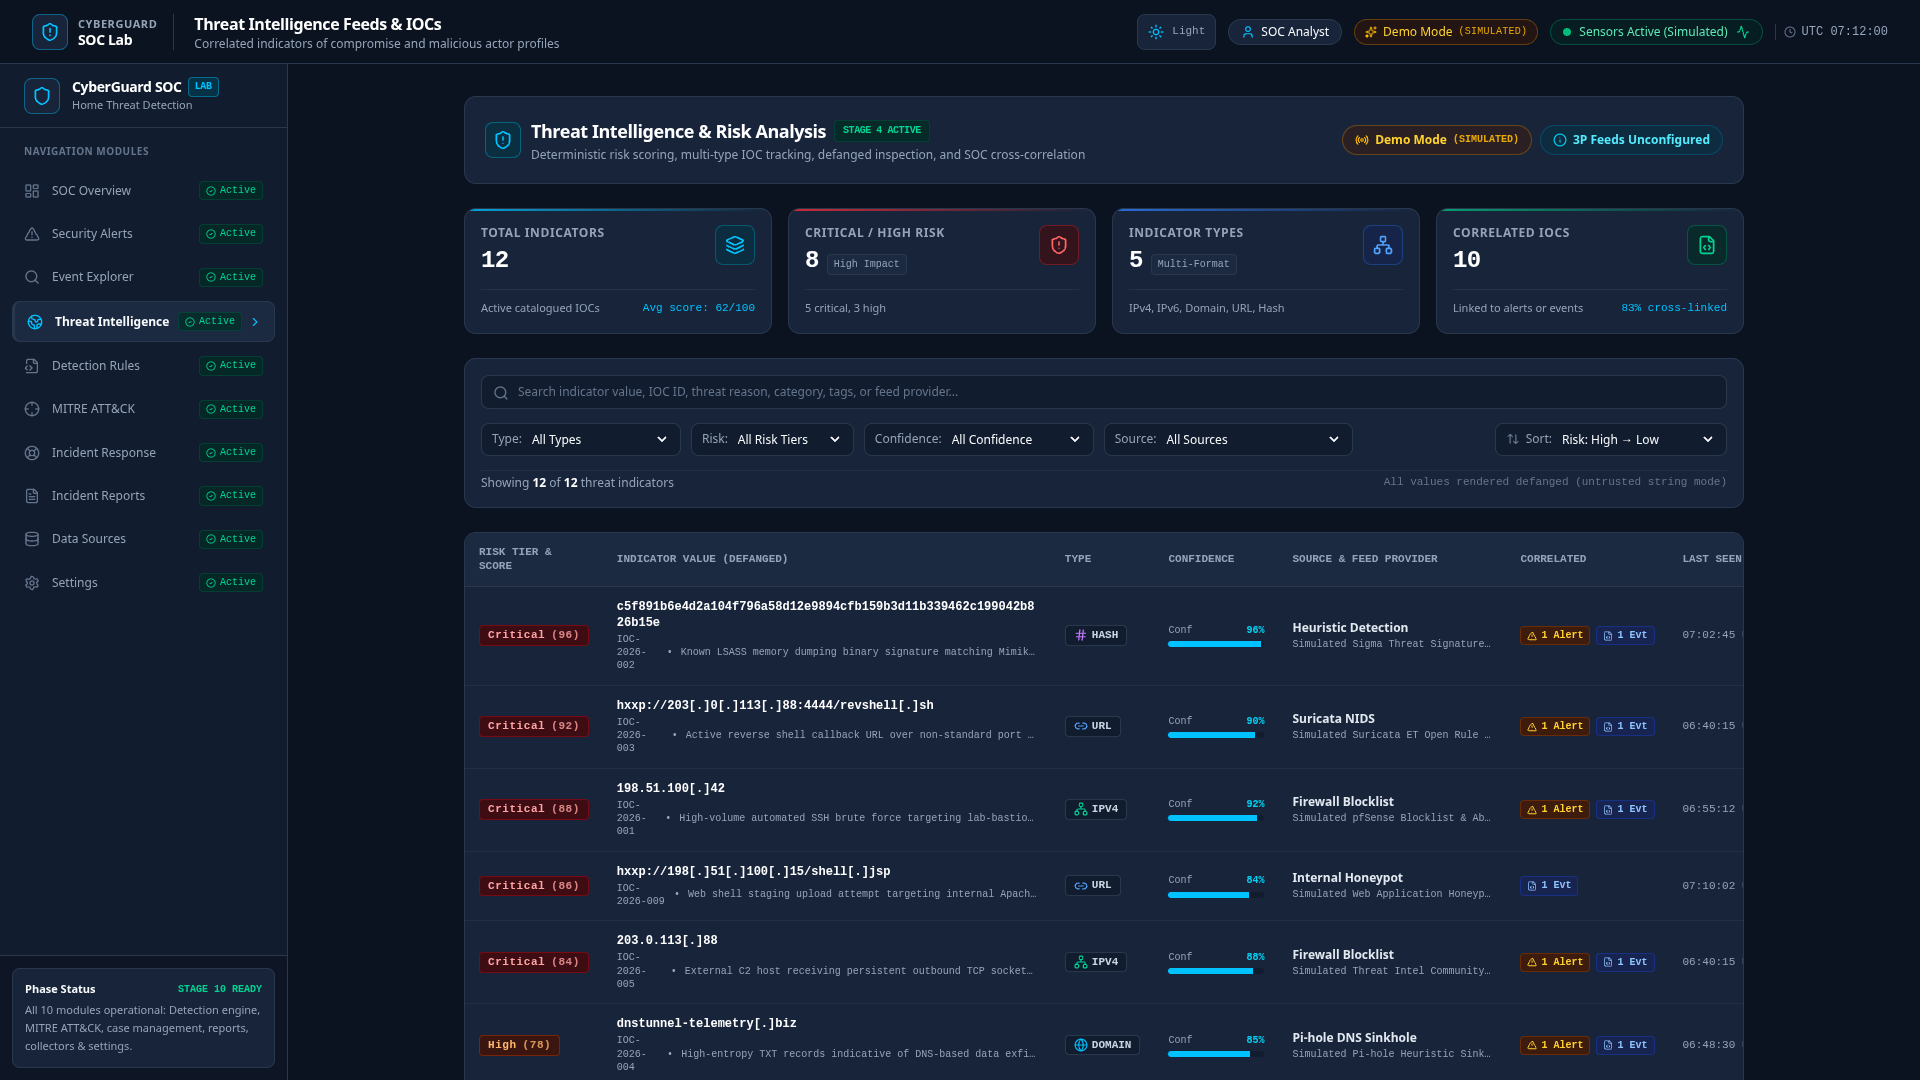 CYBERGUARD
SOC Lab
Threat Intelligence Feeds & IOCs
Correlated indicators of compromise and malicious actor profiles
Light
SOC Analyst
Demo Mode (SIMULATED)
Sensors Active (Simulated)
UTC 07:12:00
CyberGuard SOC LAB
Home Threat Detection
NAVIGATION MODULES
SOC Overview Active
Security Alerts Active
Event Explorer Active
Threat Intelligence Active
Detection Rules Active
MITRE ATT&CK Active
Incident Response Active
Incident Reports Active
Data Sources Active
Settings Active
Phase Status STAGE 10 READY
All 10 modules operational: Detection engine,
MITRE ATT&CK, case management, reports,
collectors & settings.
Threat Intelligence & Risk Analysis STAGE 4 ACTIVE
Deterministic risk scoring, multi-type IOC tracking, defanged inspection, and SOC cross-correlation
Demo Mode (SIMULATED)
3P Feeds Unconfigured
TOTAL INDICATORS
12
Active catalogued IOCs Avg score: 62/100
CRITICAL / HIGH RISK
8 High Impact
5 critical, 3 high
INDICATOR TYPES
5 Multi-Format
IPv4, IPv6, Domain, URL, Hash
CORRELATED IOCS
10
Linked to alerts or events 83% cross-linked
Search indicator value, IOC ID, threat reason, category, tags, or feed provider...
Type: All Types
Risk: All Risk Tiers
Confidence: All Confidence
Source: All Sources
Sort: Risk: High → Low
Showing 12 of 12 threat indicators
All values rendered defanged (untrusted string mode)
RISK TIER &
SCORE
INDICATOR VALUE (DEFANGED)
TYPE
CONFIDENCE
SOURCE & FEED PROVIDER
CORRELATED
LAST SEEN
Critical (96)
c5f891b6e4d2a104f796a58d12e9894cfb159b3d11b339462c199042b8
26b15e
IOC-
2026-
002
• Known LSASS memory dumping binary signature matching Mimik…
HASH
Conf 96%
Heuristic Detection
Simulated Sigma Threat Signature…
1 Alert 1 Evt
07:02:45
Critical (92)
hxxp://203[.]0[.]113[.]88:4444/revshell[.]sh
IOC-
2026-
003
• Active reverse shell callback URL over non-standard port …
URL
Conf 90%
Suricata NIDS
Simulated Suricata ET Open Rule …
1 Alert 1 Evt
06:40:15
Critical (88)
198.51.100[.]42
IOC-
2026-
001
• High-volume automated SSH brute force targeting lab-bastio…
IPV4
Conf 92%
Firewall Blocklist
Simulated pfSense Blocklist & Ab…
1 Alert 1 Evt
06:55:12
Critical (86)
hxxp://198[.]51[.]100[.]15/shell[.]jsp
IOC-
2026-009
• Web shell staging upload attempt targeting internal Apach…
URL
Conf 84%
Internal Honeypot
Simulated Web Application Honeyp…
1 Evt
07:10:02
Critical (84)
203.0.113[.]88
IOC-
2026-
005
• External C2 host receiving persistent outbound TCP socket…
IPV4
Conf 88%
Firewall Blocklist
Simulated Threat Intel Community…
1 Alert 1 Evt
06:40:15
High (78)
dnstunnel-telemetry[.]biz
IOC-
2026-
004
• High-entropy TXT records indicative of DNS-based data exfi…
DOMAIN
Conf 85%
Pi-hole DNS Sinkhole
Simulated Pi-hole Heuristic Sink…
1 Alert 1 Evt
06:48:30